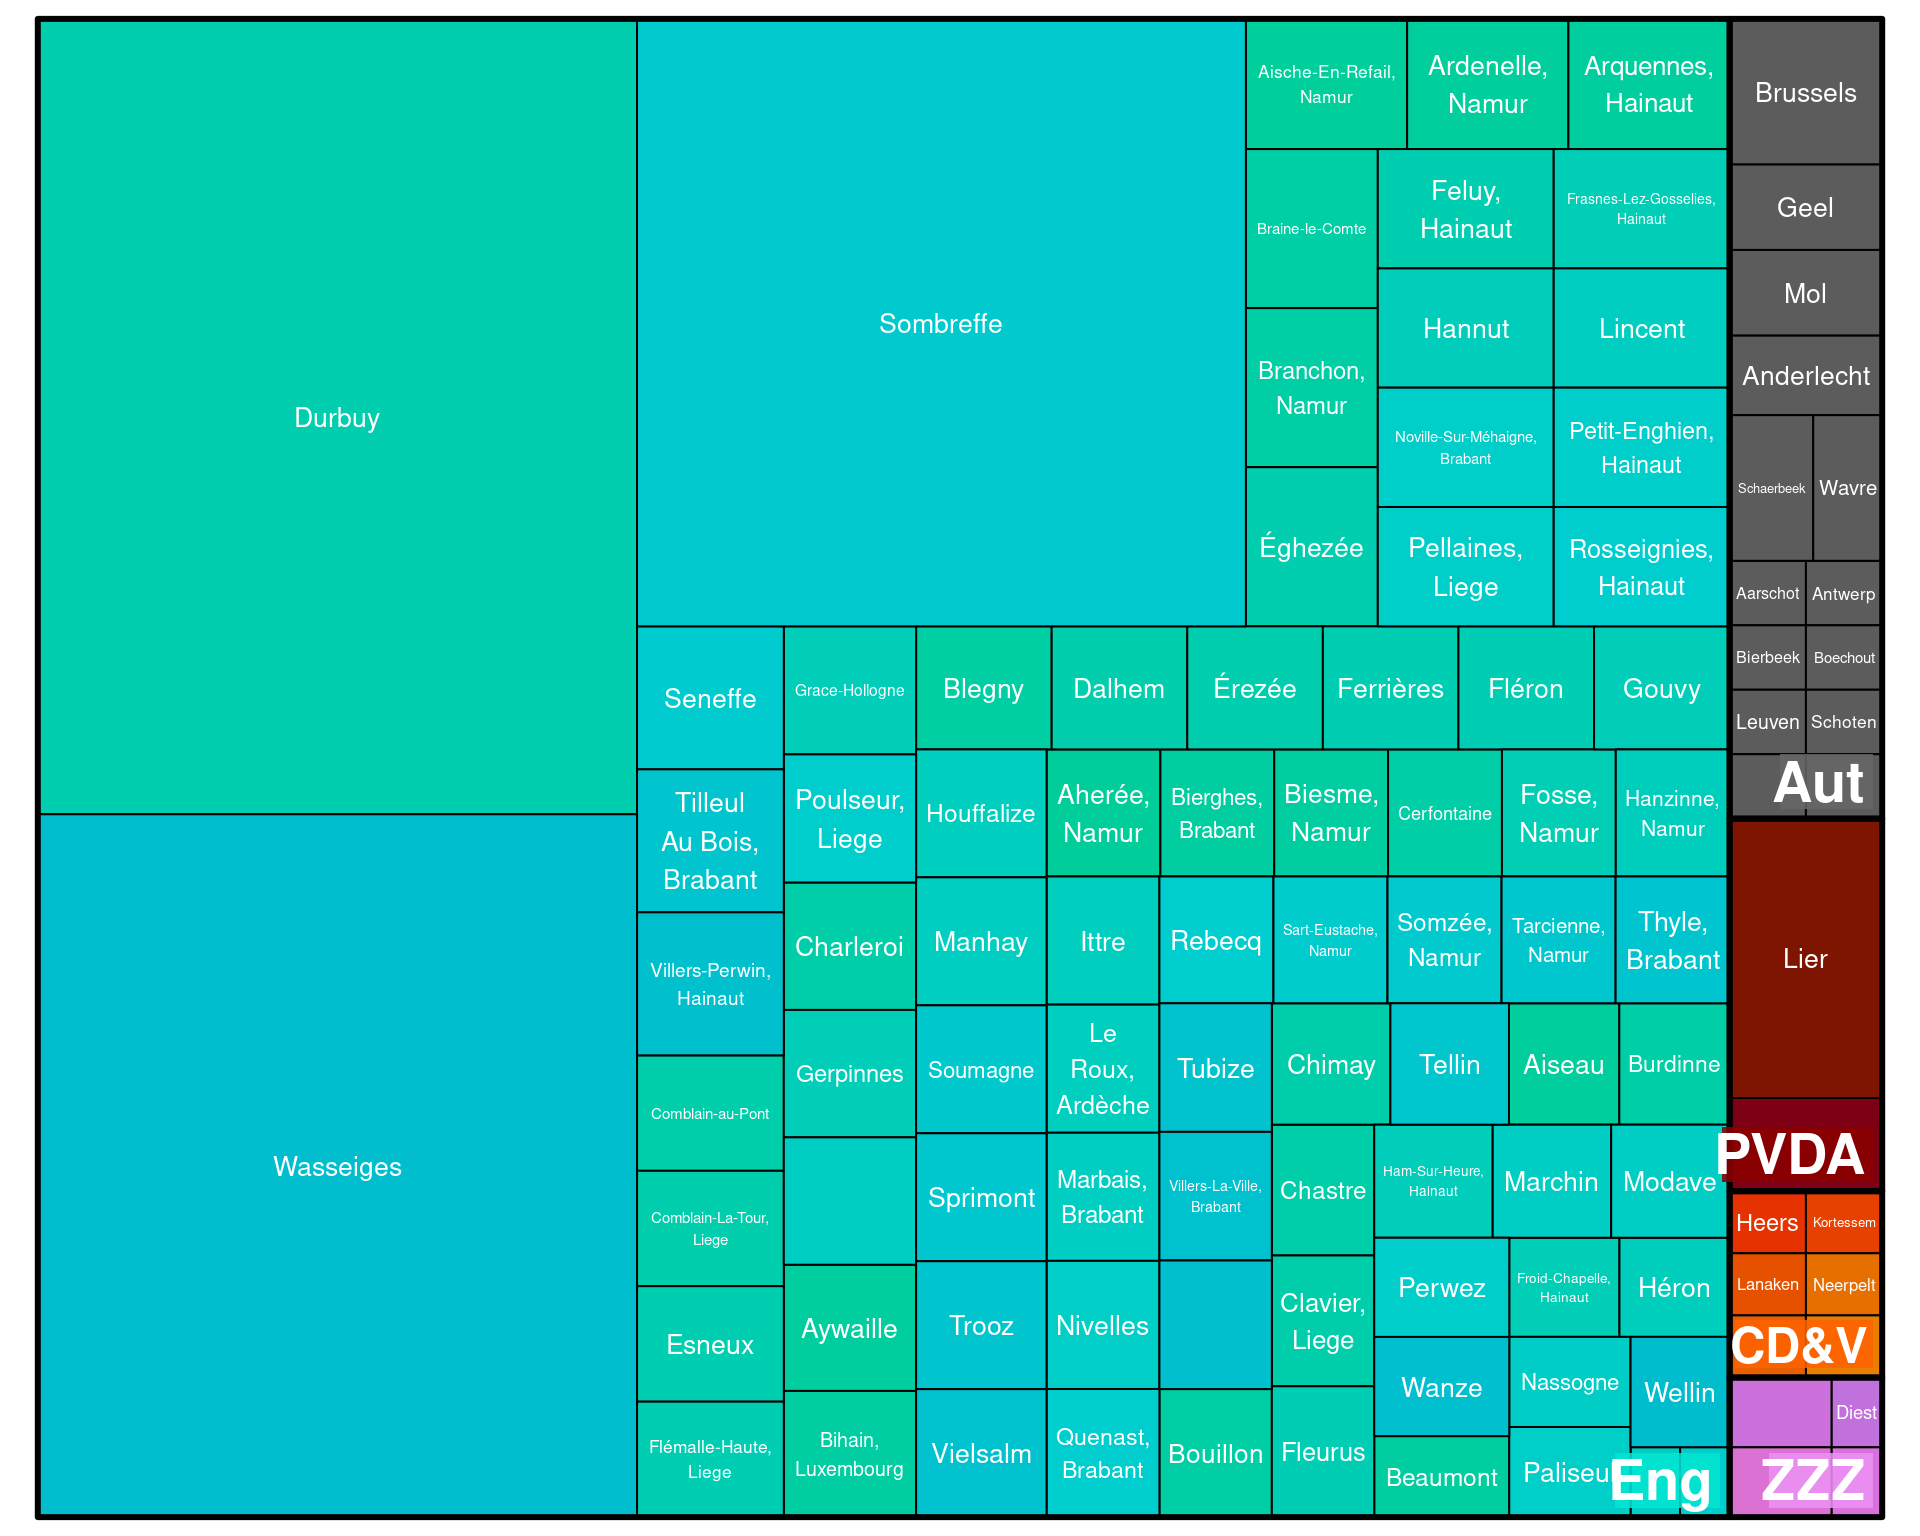 Durbuy
Wasseiges
Sombreffe
Aische-En-Refail,
Namur
Ardenelle,
Namur
Arquennes,
Hainaut
Braine-le-Comte
Branchon,
Namur
Éghezée
Feluy,
Hainaut
Frasnes-Lez-Gosselies,
Hainaut
Hannut
Lincent
Noville-Sur-Méhaigne,
Brabant
Petit-Enghien,
Hainaut
Pellaines,
Liege
Rosseignies,
Hainaut
Seneffe
Tilleul
Au Bois,
Brabant
Villers-Perwin,
Hainaut
Comblain-au-Pont
Comblain-La-Tour,
Liege
Esneux
Flémalle-Haute,
Liege
Grace-Hollogne
Poulseur,
Liege
Charleroi
Gerpinnes
Aywaille
Bihain,
Luxembourg
Blegny
Dalhem
Érezée
Ferrières
Fléron
Gouvy
Houffalize
Manhay
Soumagne
Sprimont
Trooz
Vielsalm
Aherée,
Namur
Bierghes,
Brabant
Biesme,
Namur
Cerfontaine
Fosse,
Namur
Hanzinne,
Namur
Ittre
Rebecq
Sart-Eustache,
Namur
Somzée,
Namur
Tarcienne,
Namur
Thyle,
Brabant
Le
Roux,
Ardèche
Marbais,
Brabant
Nivelles
Quenast,
Brabant
Tubize
Villers-La-Ville,
Brabant
Bouillon
Chimay
Tellin
Aiseau
Burdinne
Chastre
Clavier,
Liege
Fleurus
Ham-Sur-Heure,
Hainaut
Marchin
Modave
Perwez
Froid-Chapelle,
Hainaut
Héron
Wanze
Nassogne
Wellin
Beaumont
Paliseul
Eng
Brussels
Geel
Mol
Anderlecht
Schaerbeek
Wavre
Aarschot
Antwerp
Bierbeek
Boechout
Leuven
Schoten
Aut
Lier
PVDA
Heers
Kortessem
Lanaken
Neerpelt
CD&V
Diest
ZZZ